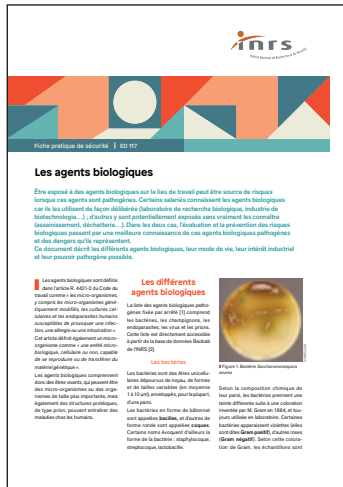 inrs
Institut National de Recherche et de Sécurité
Fiche pratique de sécurité | ED 117
Les agents biologiques
Être exposé à des agents biologiques sur le lieu de travail peut être source de risques
lorsque ces agents sont pathogènes. Certains salariés connaissent les agents biologiques
car ils les utilisent de façon délibérée (laboratoire de recherche biologique, industrie de
biotechnologie…) ; d'autres y sont potentiellement exposés sans vraiment les connaître
(assainissement, déchetterie…). Dans les deux cas, l'évaluation et la prévention des risques
biologiques passent par une meilleure connaissance de ces agents biologiques pathogènes
et des dangers qu'ils représentent.
Ce document décrit les différents agents biologiques, leur mode de vie, leur intérêt industriel
et leur pouvoir pathogène possible.
Les agents biologiques sont définis
dans l'article R. 4421-2 du Code du
travail comme « les micro-organismes,
y compris les micro-organismes géné-
tiquement modifiés, les cultures cel-
lulaires et les endoparasites humains
susceptibles de provoquer une infec-
tion, une allergie ou une intoxication ».
Cet article définit également un micro-
organisme comme « une entité micro-
biologique, cellulaire ou non, capable
de se reproduire ou de transférer du
matériel génétique ».
Les agents biologiques comprennent
donc des êtres vivants, qui peuvent être
des micro-organismes ou des orga-
nismes de taille plus importante, mais
également des structures protéiques,
de type prion, pouvant entraîner des
maladies chez les humains.
Les différents
agents biologiques
La liste des agents biologiques patho-
gènes fixée par arrêté [1] comprend
les bactéries, les champignons, les
endoparasites, les virus et les prions.
Cette liste est directement accessible
à partir de la base de données Baobab
de l'INRS [2].
Les bactéries
Les bactéries sont des êtres unicellu-
laires dépourvus de noyau, de formes
et de tailles variables (en moyenne
1 à 10 µm), enveloppés, pour la plupart,
d'une paroi.
Les bactéries en forme de bâtonnet
sont appelées bacilles, et d'autres de
forme ronde sont appelées coques.
Certains noms évoquent d'ailleurs la
forme de la bactérie : staphylocoque,
streptocoque, lactobacille.
Figure 1. Bactérie Saccharomonospora
azurea
Selon la composition chimique de
leur paroi, les bactéries prennent une
teinte différente suite à une coloration
inventée par M. Gram en 1884, et tou-
jours utilisée en laboratoire. Certaines
bactéries apparaissent violettes (elles
sont dites Gram positif), d'autres roses
(Gram négatif). Selon cette colora-
tion de Gram, les échantillons sont